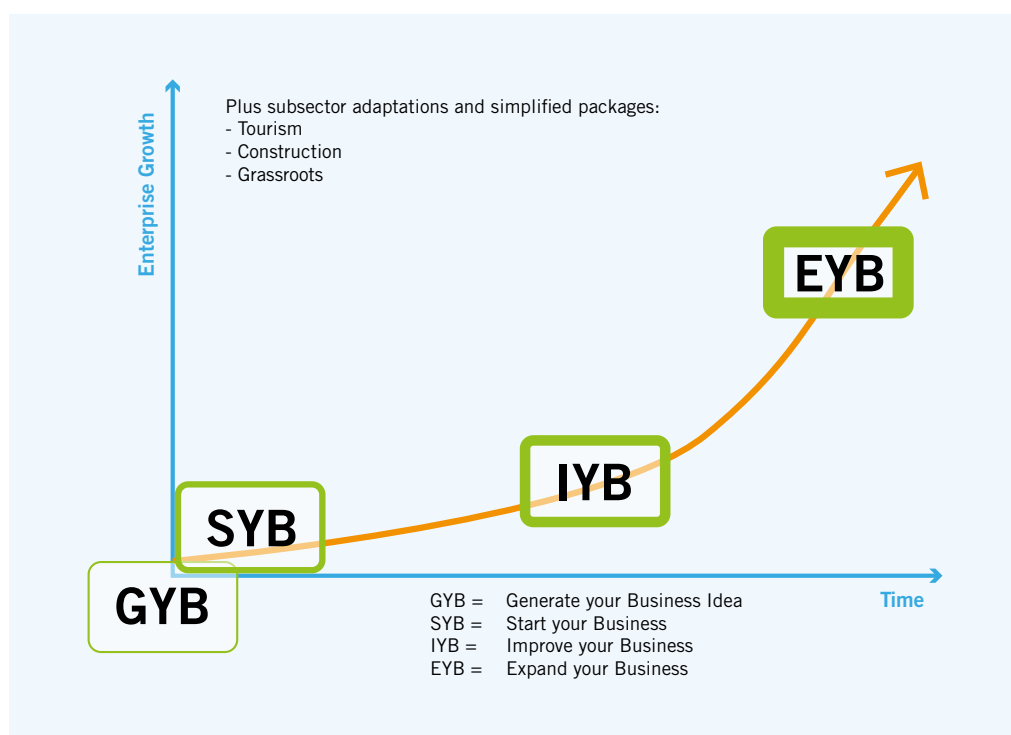 Plus subsector adaptations and simplified packages:
- Tourism
- Construction
- Grassroots
Enterprise Growth
EYB
IYB
SYB
GYB
Time
GYB = Generate your Business Idea
SYB = Start your Business
IYB = Improve your Business
EYB = Expand your Business